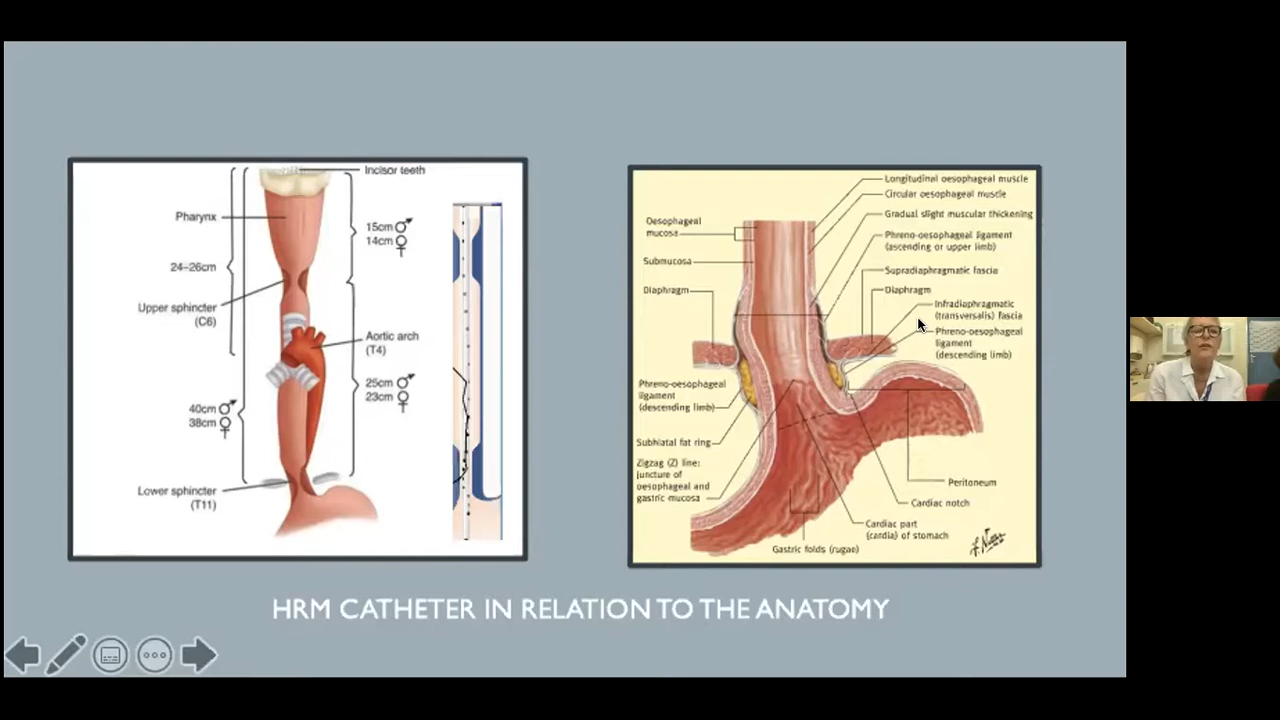 Incisor teeth
Pharynx
15cm ♂
14cm ♀
24–26cm
Upper sphincter
(C6)
Aortic arch
(T4)
25cm ♂
23cm ♀
40cm ♂
38cm ♀
Lower sphincter
(T11)
Longitudinal oesophageal muscle
Circular oesophageal muscle
Gradual slight muscular thickening
Phreno-oesophageal ligament
(ascending or upper limb)
Supradiaphragmatic fascia
Diaphragm
Infradiaphragmatic
(transversalis) fascia
Phreno-oesophageal
ligament
(descending limb)
Oesophageal
mucosa
Submucosa
Diaphragm
Phreno-oesophageal
ligament
(descending limb)
Subhiatal fat ring
Zigzag (Z) line:
juncture of
oesophageal and
gastric mucosa
Peritoneum
Cardiac notch
Cardiac part
(cardia) of stomach
Gastric folds (rugae)
HRM CATHETER IN RELATION TO THE ANATOMY